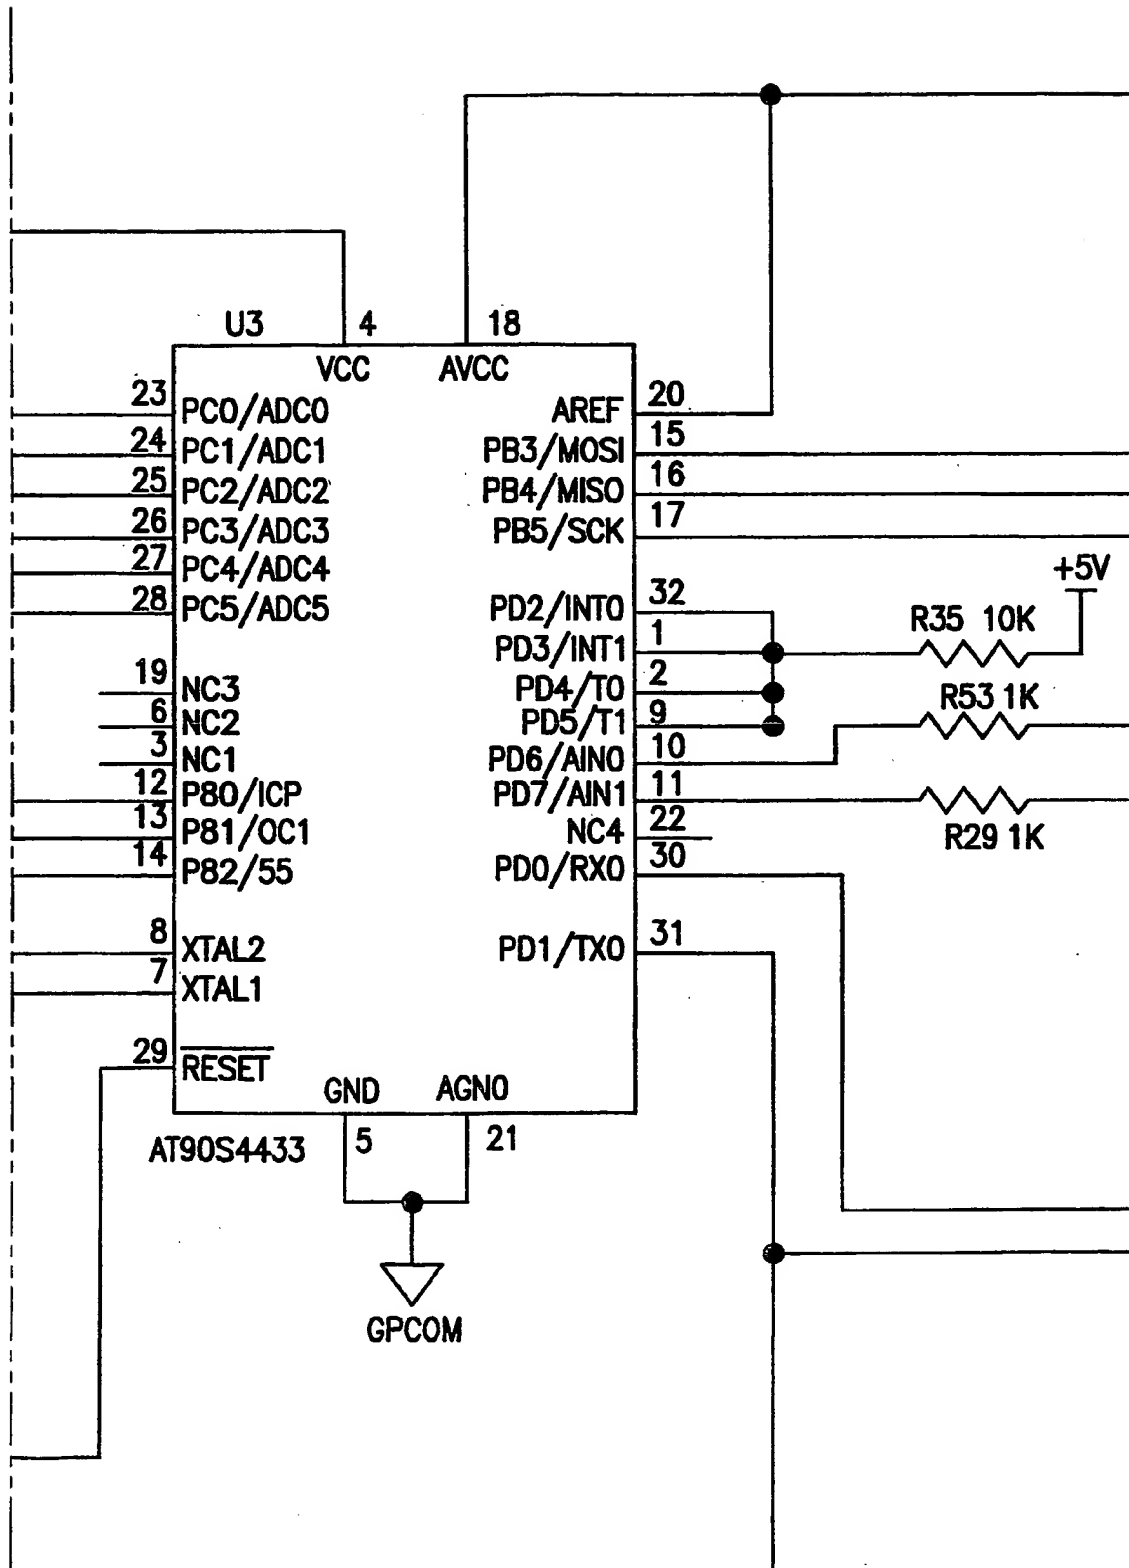 U3 4 18
VCC AVCC
23 PC0/ADC0 AREF 20
24 PC1/ADC1 PB3/MOSI 15
25 PC2/ADC2 PB4/MISO 16
26 PC3/ADC3 PB5/SCK 17
27 PC4/ADC4
+5V
28 PC5/ADC5 PD2/INT0 32
R35 10K
PD3/INT1 1
19 NC3 PD4/T0 2
R53 1K
6 NC2 PD5/T1 9
3 NC1 PD6/AIN0 10
12 P80/ICP PD7/AIN1 11
13 P81/OC1 NC4 22
R29 1K
14 P82/55 PD0/RX0 30
8 XTAL2 PD1/TX0 31
7 XTAL1
29 RESET
GND AGN0
AT90S4433 5 21
GPCOM